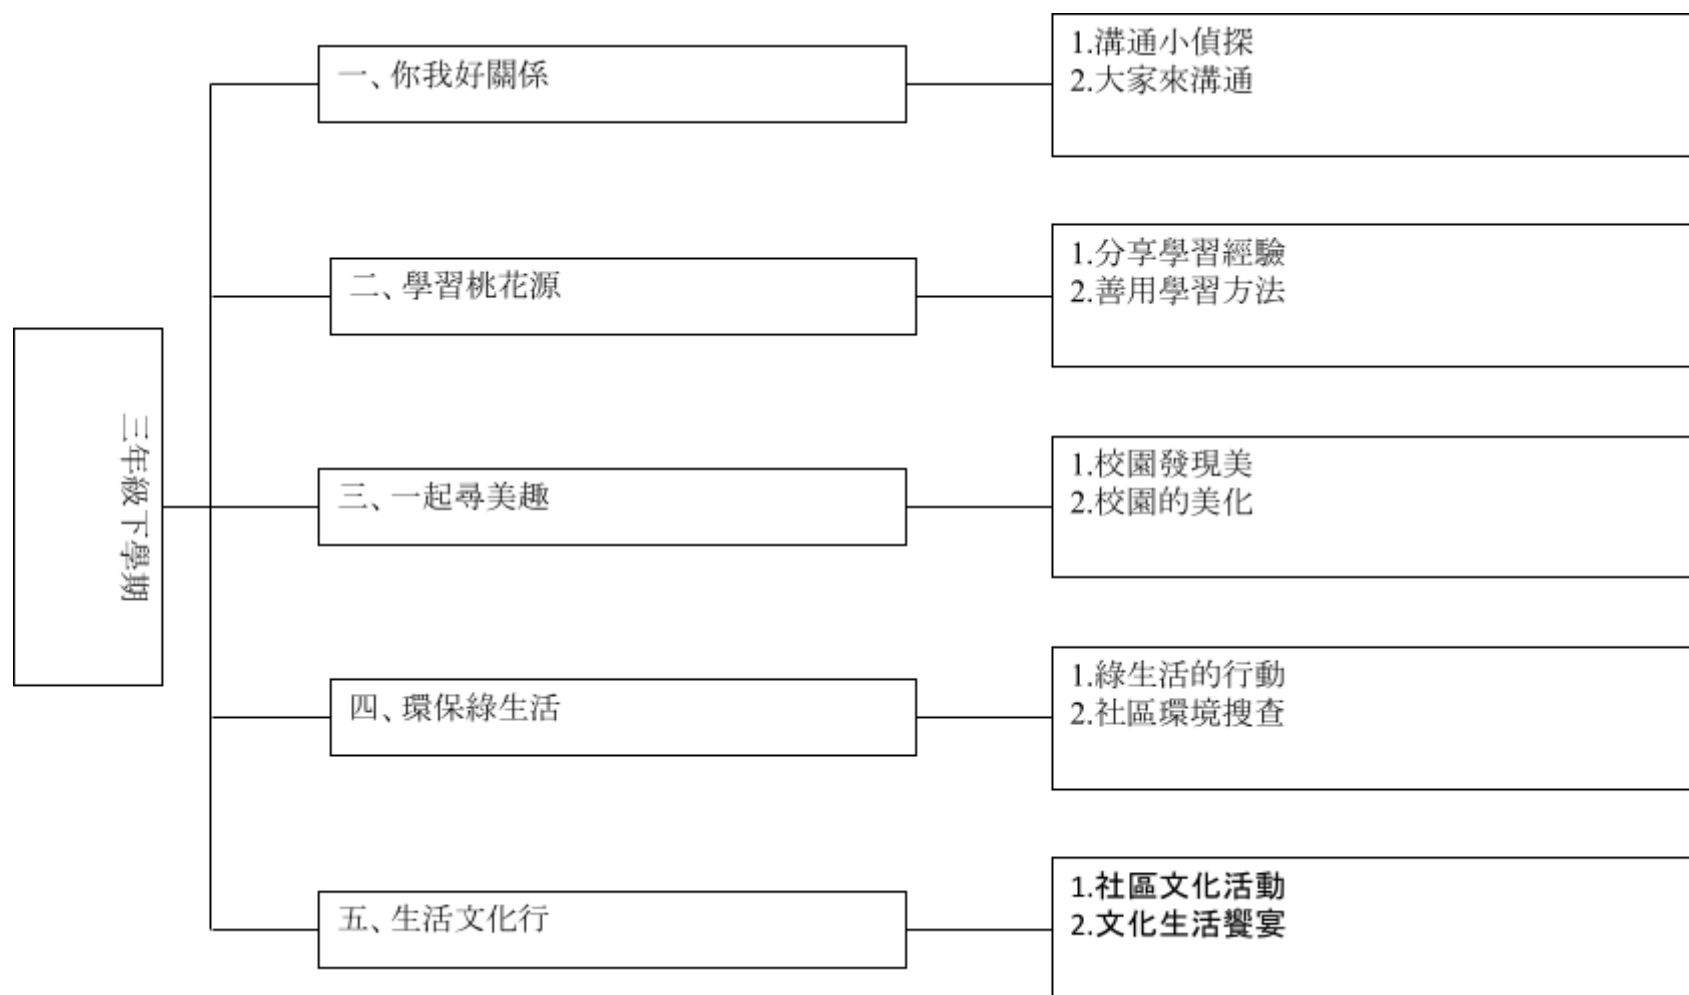 三年級下學期
一、你我好關係
1.溝通小偵探
2.大家來溝通
二、學習桃花源
1.分享學習經驗
2.善用學習方法
三、一起尋美趣
1.校園發現美
2.校園的美化
四、環保綠生活
1.綠生活的行動
2.社區環境搜查
五、生活文化行
1.社區文化活動
2.文化生活饗宴